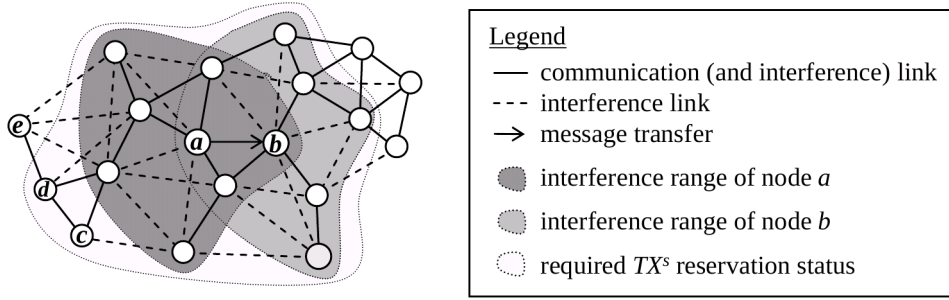 e
d
c
a
b
Legend
communication (and interference) link
interference link
message transfer
interference range of node a
interference range of node b
required TXˢ reservation status